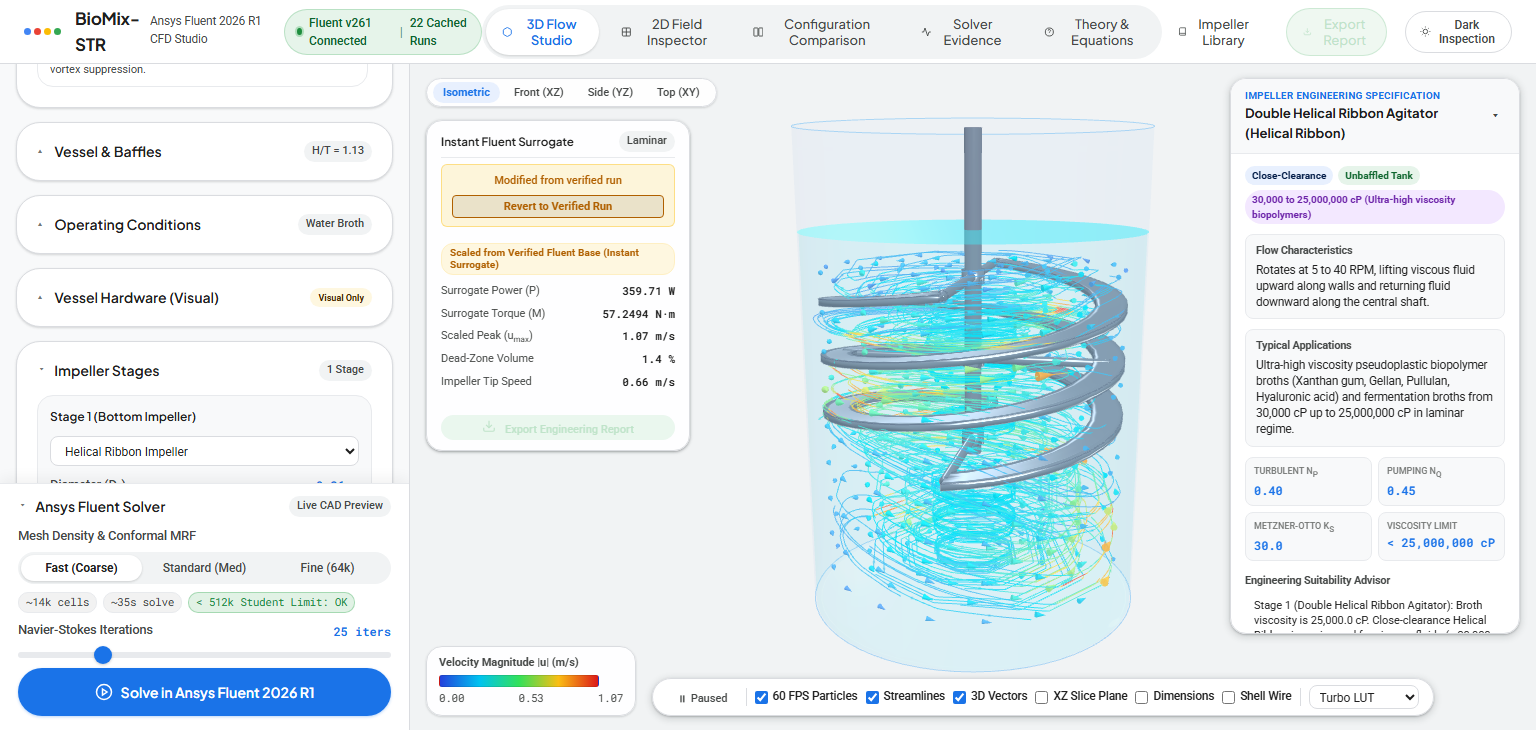 BioMix-STR
Ansys Fluent 2026 R1 CFD Studio
Fluent v261 Connected | 22 Cached Runs
3D Flow Studio
2D Field Inspector
Configuration Comparison
Solver Evidence
Theory & Equations
Impeller Library
Export Report
Dark Inspection
vortex suppression.
Vessel & Baffles
H/T = 1.13
Operating Conditions
Water Broth
Vessel Hardware (Visual)
Visual Only
Impeller Stages
1 Stage
Stage 1 (Bottom Impeller)
Helical Ribbon Impeller
Ansys Fluent Solver
Live CAD Preview
Mesh Density & Conformal MRF
Fast (Coarse)
Standard (Med)
Fine (64k)
~14k cells
~35s solve
< 512k Student Limit: OK
Navier-Stokes Iterations
25 iters
Solve in Ansys Fluent 2026 R1
Isometric
Front (XZ)
Side (YZ)
Top (XY)
Instant Fluent Surrogate
Laminar
Modified from verified run
Revert to Verified Run
Scaled from Verified Fluent Base (Instant
Surrogate)
Surrogate Power (P) 359.71 W
Surrogate Torque (M) 57.2494 N·m
Scaled Peak (umax) 1.07 m/s
Dead-Zone Volume 1.4 %
Impeller Tip Speed 0.66 m/s
Export Engineering Report
Velocity Magnitude |u| (m/s)
0.00 0.53 1.07
Paused
60 FPS Particles
Streamlines
3D Vectors
XZ Slice Plane
Dimensions
Shell Wire
Turbo LUT
IMPELLER ENGINEERING SPECIFICATION
Double Helical Ribbon Agitator
(Helical Ribbon)
Close-Clearance
Unbaffled Tank
30,000 to 25,000,000 cP (Ultra-high viscosity
biopolymers)
Flow Characteristics
Rotates at 5 to 40 RPM, lifting viscous fluid
upward along walls and returning fluid
downward along the central shaft.
Typical Applications
Ultra-high viscosity pseudoplastic biopolymer
broths (Xanthan gum, Gellan, Pullulan,
Hyaluronic acid) and fermentation broths from
30,000 cP up to 25,000,000 cP in laminar
regime.
TURBULENT NP
0.40
PUMPING NQ
0.45
METZNER-OTTO KS
30.0
VISCOSITY LIMIT
< 25,000,000 cP
Engineering Suitability Advisor
Stage 1 (Double Helical Ribbon Agitator): Broth
viscosity is 25,000.0 cP. Close-clearance Helical